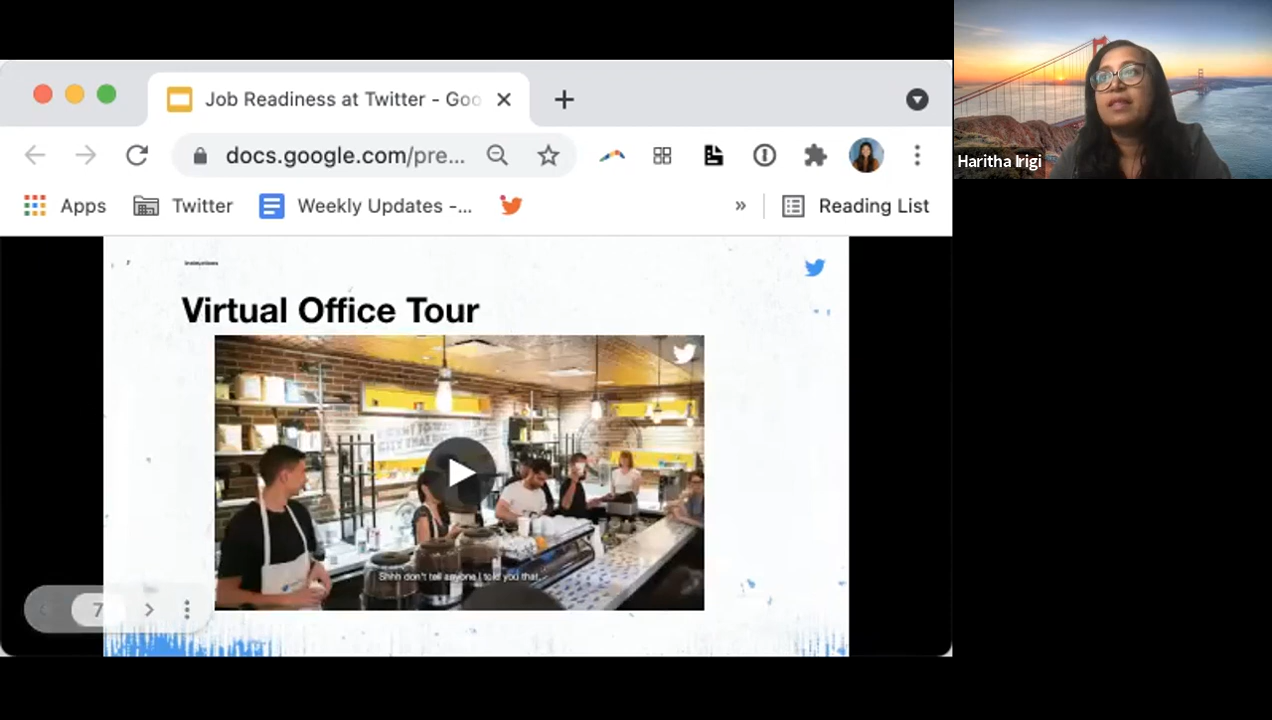 Job Readiness at Twitter - Goo
docs.google.com/pre...
Apps
Twitter
Weekly Updates -...
»
Reading List
Haritha Irigi
7
Virtual Office Tour
Shhh don't tell anyone I told you that.
7